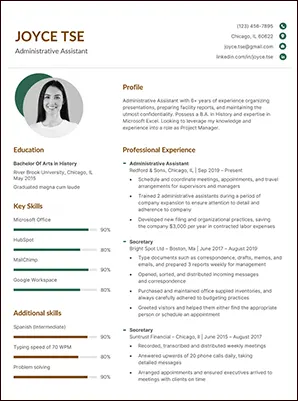 JOYCE TSE
Administrative Assistant
(123) 456-7895
Chicago, IL 60622
joyce.tse@gmail.com
linkedin.com/in/joyce.tse
Profile
Administrative Assistant with 6+ years of experience organizing
presentations, preparing facility reports, and maintaining the
utmost confidentiality. Possess a B.A. in History and expertise in
Microsoft Excel. Looking to leverage my knowledge and
experience into a role as Project Manager.
Education
Bachelor Of Arts in History
River Brook University, Chicago, IL
May 2015
Graduated magna cum laude
Key Skills
Microsoft Office
90%
HubSpot
90%
MailChimp
90%
Google Workspace
80%
Additional skills
Spanish (intermediate)
90%
Typing speed of 70 WPM
80%
Problem solving
90%
Professional Experience
Administrative Assistant
Redford & Sons, Chicago, IL | Sep 2019 – Present
Schedule and coordinate meetings, appointments, and travel
arrangements for supervisors and managers
Trained 2 administrative assistants during a period of
company expansion to ensure attention to detail and
adherence to company
Developed new filing and organizational practices, saving
the company $3,000 per year in contracted labor expenses
Secretary
Bright Spot Ltd – Boston, Ma | June 2017 – August 2019
Type documents such as correspondence, drafts, memos, and
emails, and prepared 3 reports weekly for management
Opened, sorted, and distributed incoming messages
and correspondence
Purchased and maintained office supplied inventories, and
always carefully adhered to budgeting practices
Greeted visitors and helped them either find the appropriate
person or schedule an appointment
Secretary
Suntrust Financial – Chicago, IL | June 2015 – August 2017
Recorded, transcribed and distributed weekly meetings
Answered upwards of 20 phone calls daily, taking
detailed messages
Arranged appointments and ensured executives arrived to
meetings with clients on time